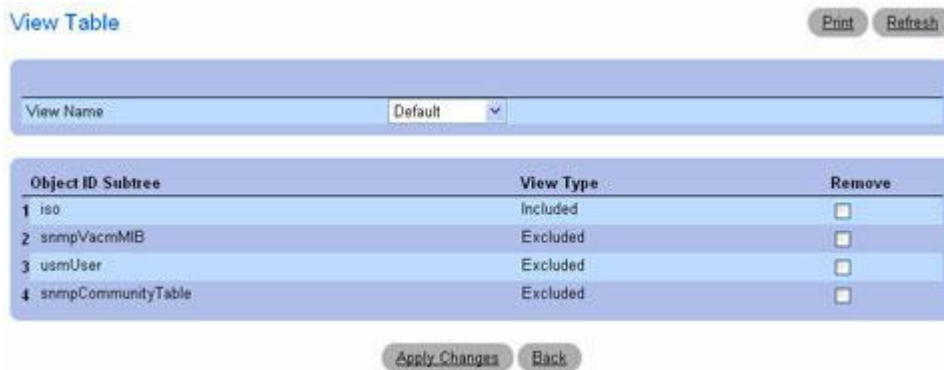 View Table Print Refresh
View Name Default
Object ID Subtree View Type Remove
1 iso Included
2 snmpVacmMIB Excluded
3 usmUser Excluded
4 snmpCommunityTable Excluded
Apply Changes Back